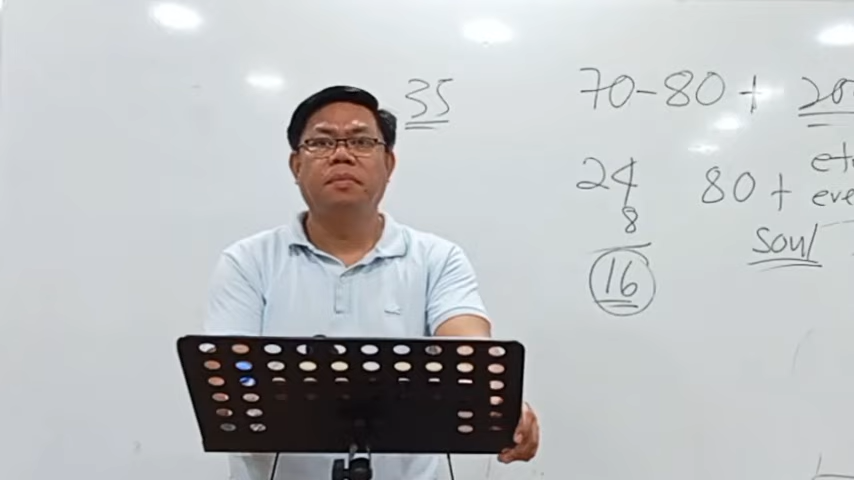 35
70-80 +
24 80 +
8
soul
16